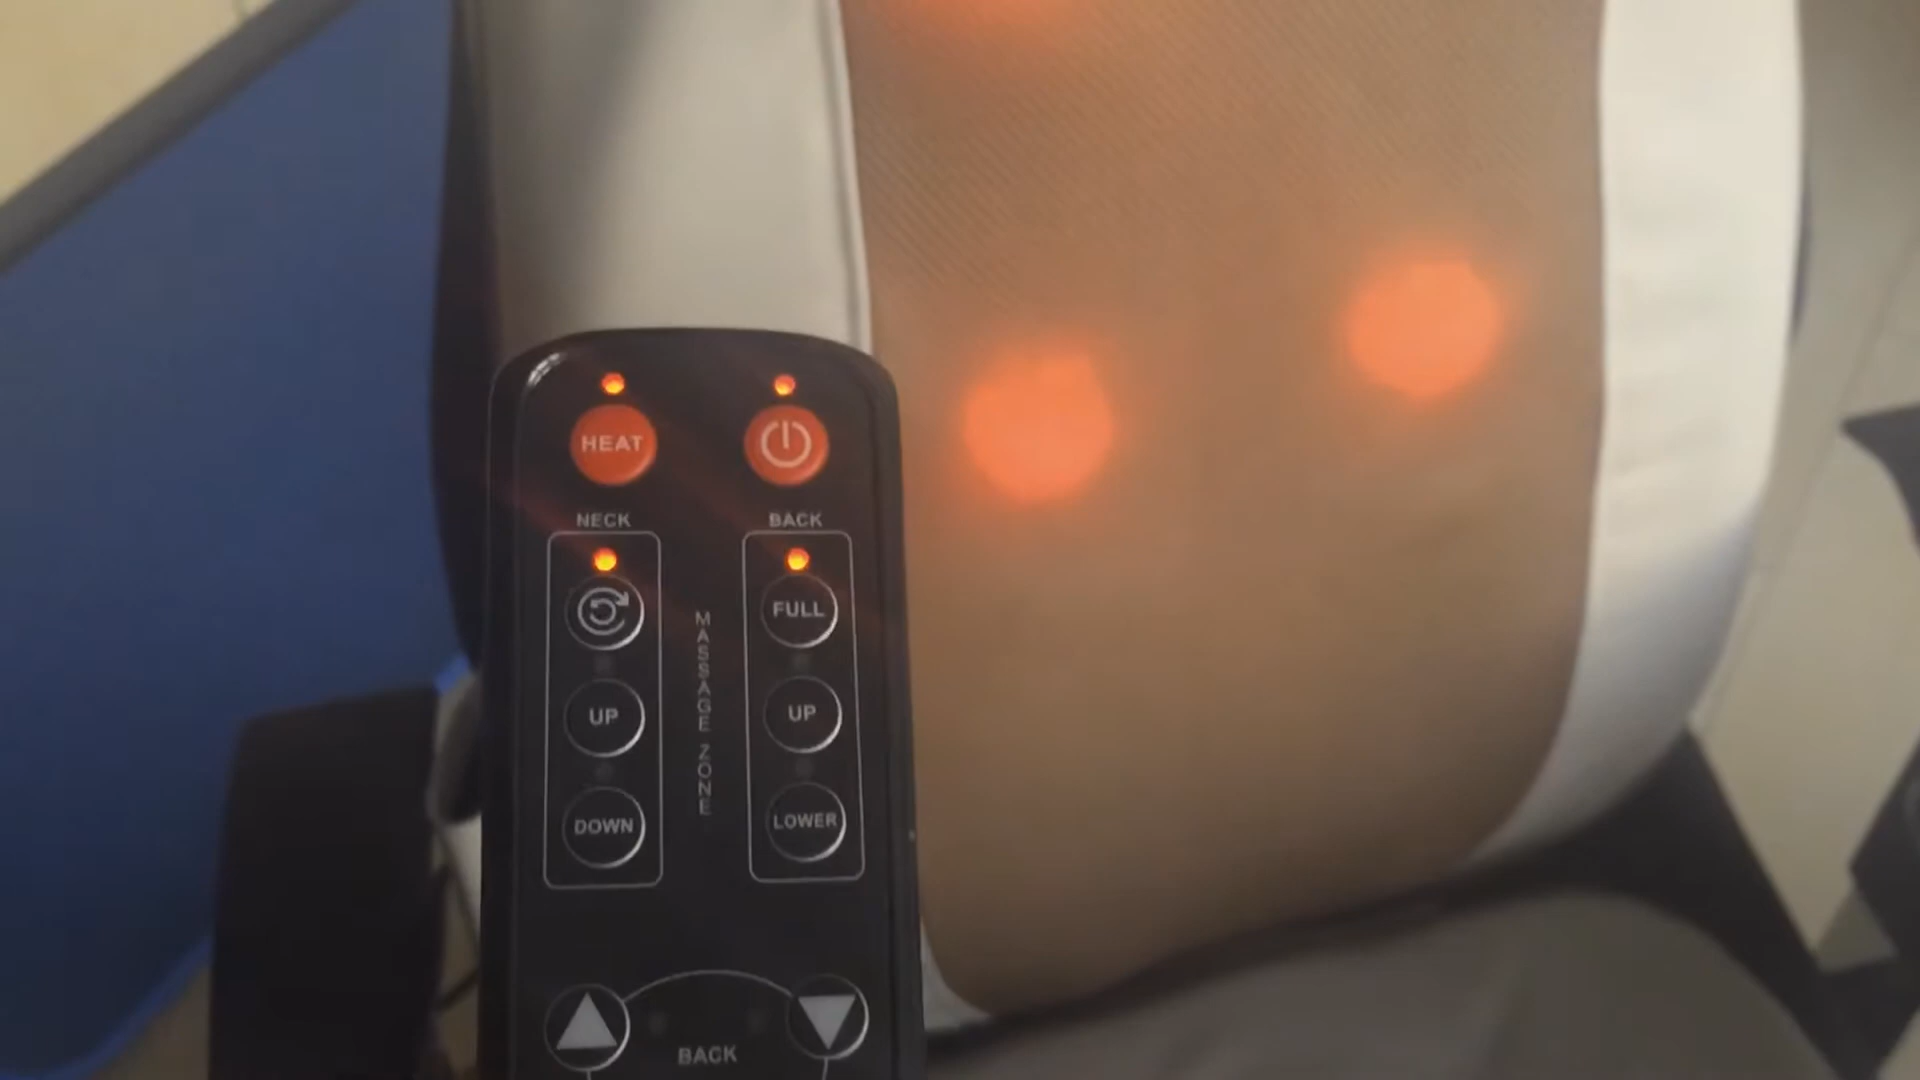 HEAT
NECK
BACK
FULL
UP
UP
MASSAGE ZONE
DOWN
LOWER
BACK